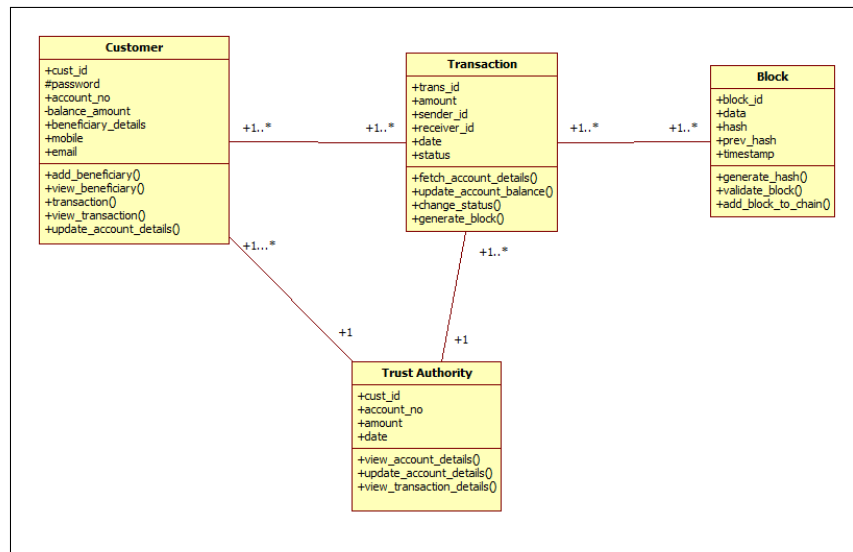 Customer
+cust_id
#password
+account_no
-balance_amount
+beneficiary_details
+mobile
+email
+add_beneficiary()
+view_beneficiary()
+transaction()
+view_transaction()
+update_account_details()
+1..*
+1..*
Transaction
+trans_id
+amount
+sender_id
+receiver_id
+date
+status
+fetch_account_details()
+update_account_balance()
+change_status()
+generate_block()
+1..*
+1..*
Block
+block_id
+data
+hash
+prev_hash
+timestamp
+generate_hash()
+validate_block()
+add_block_to_chain()
+1...*
+1..*
+1
+1
Trust Authority
+cust_id
+account_no
+amount
+date
+view_account_details()
+update_account_details()
+view_transaction_details()